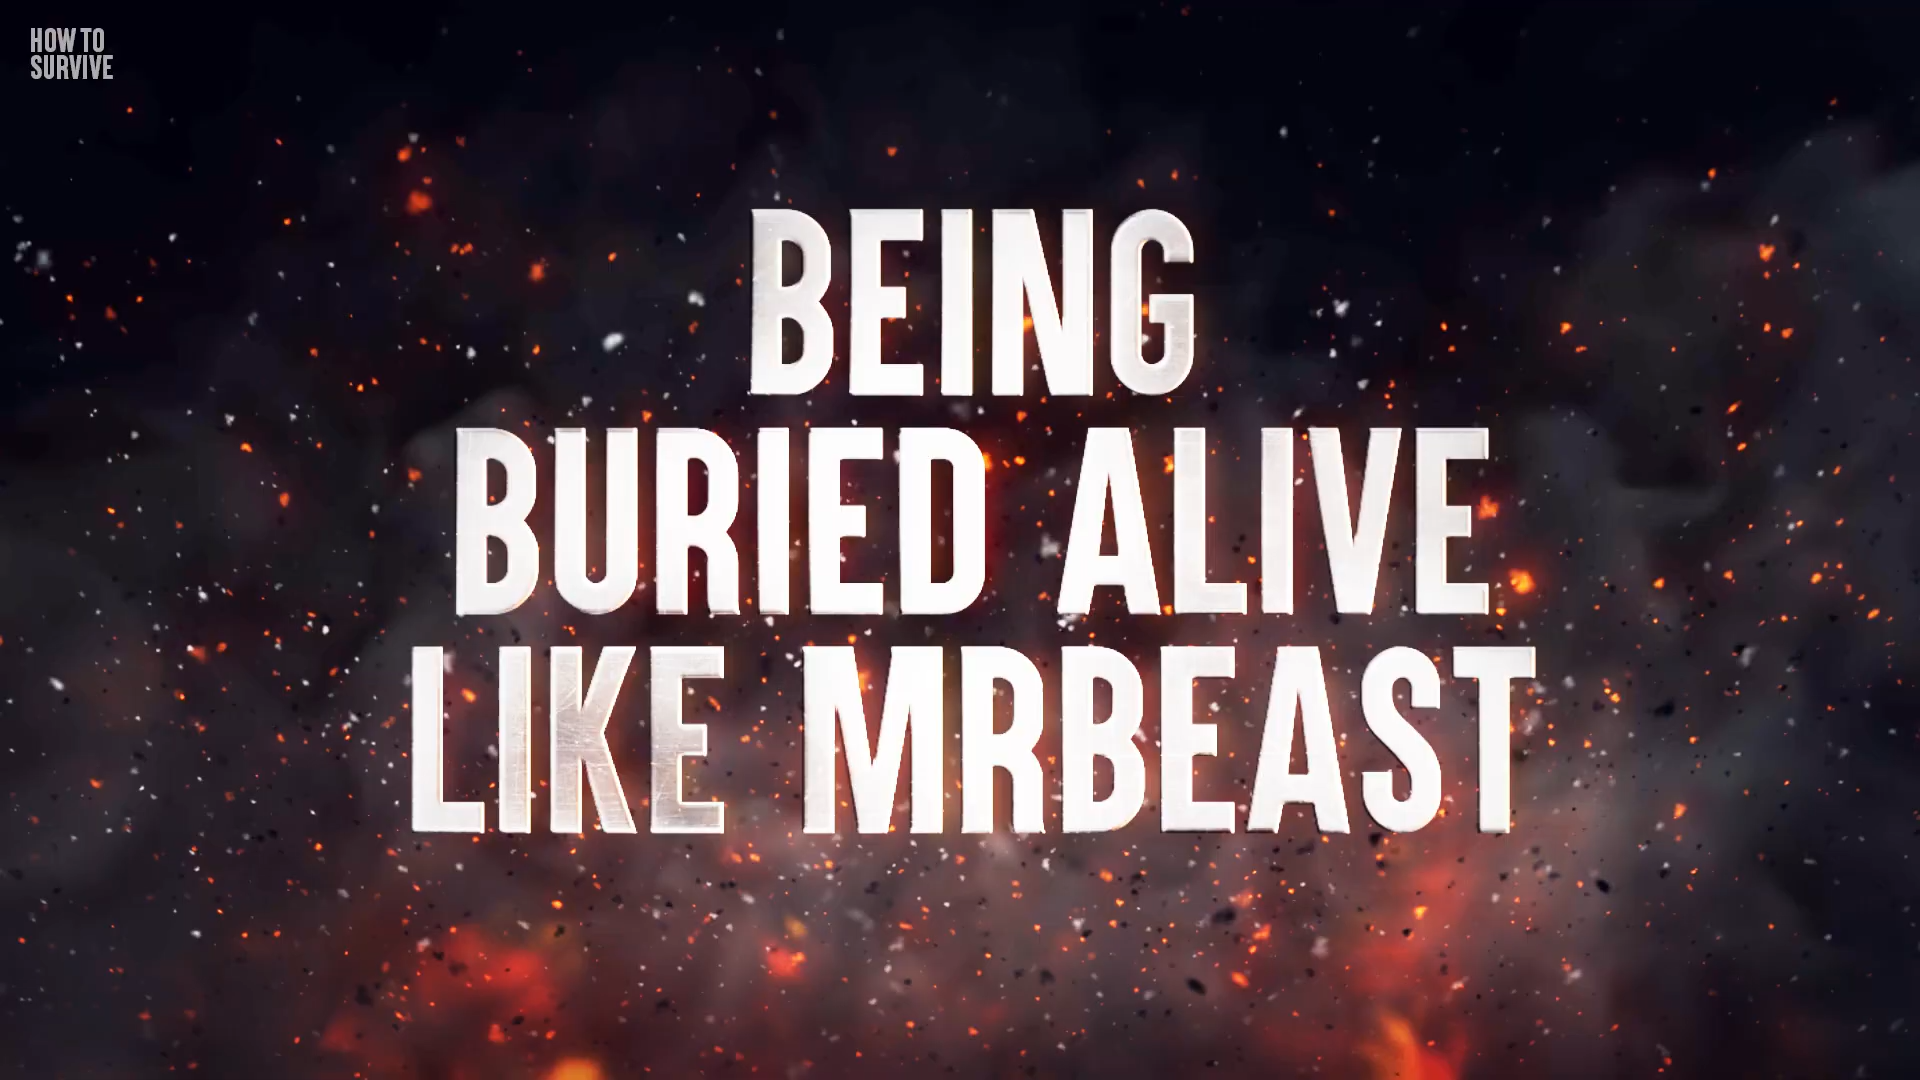 HOW TO
SURVIVE
BEING
BURIED ALIVE
LIKE MRBEAST